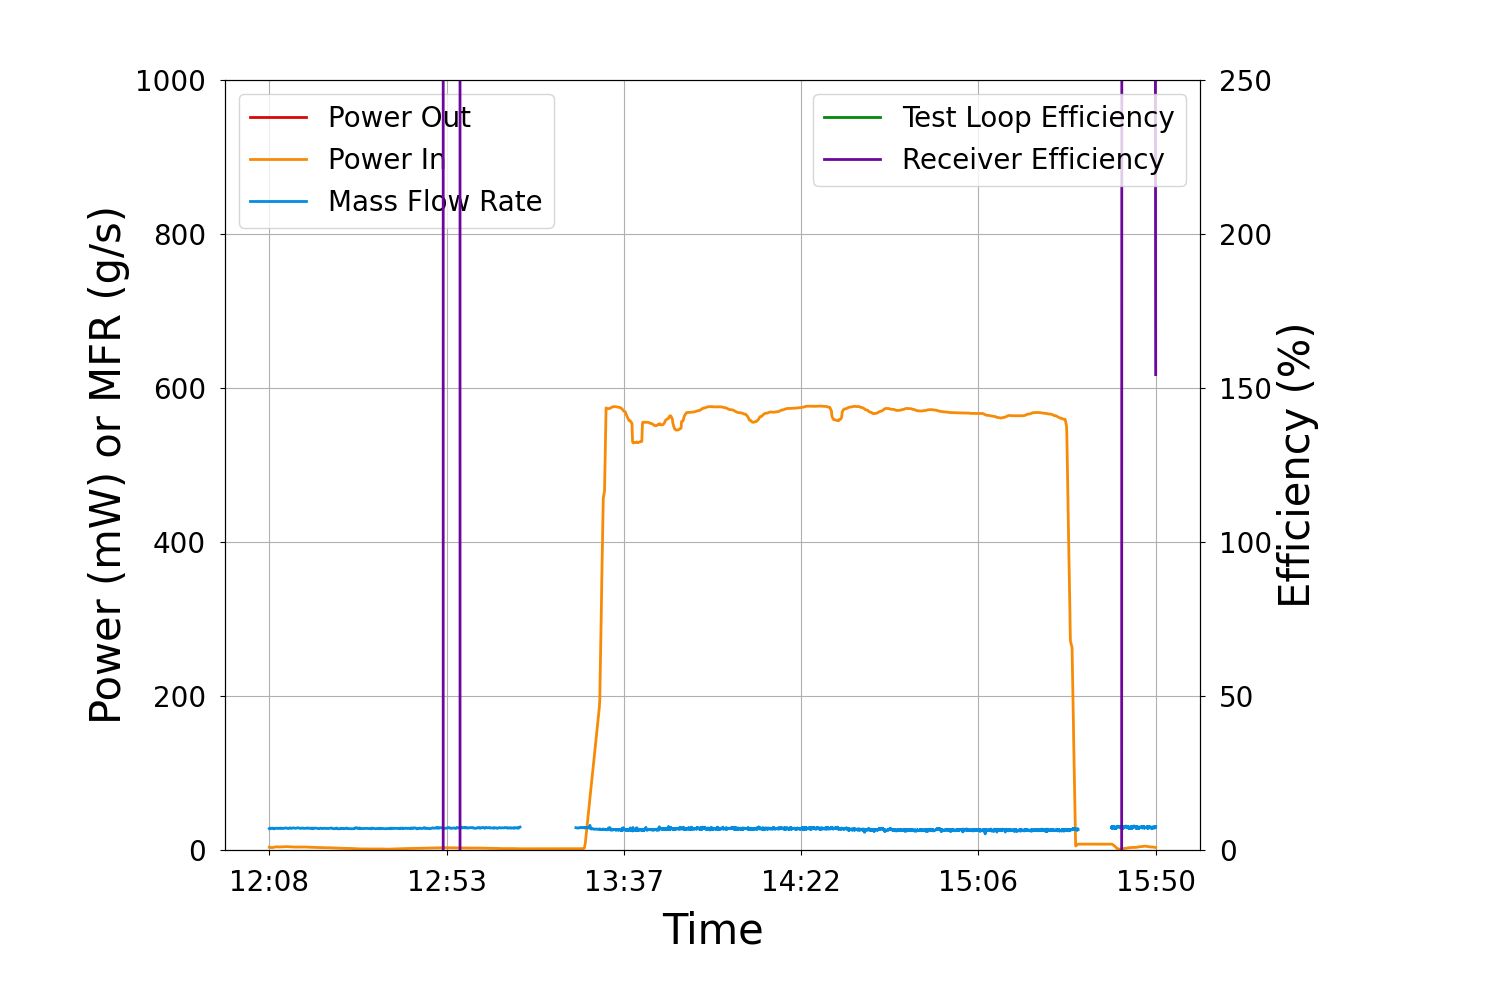 Power Out
Power In
Mass Flow Rate
Test Loop Efficiency
Receiver Efficiency
1000
800
600
400
200
0
Power (mW) or MFR (g/s)
250
200
150
100
50
0
Efficiency (%)
12:08 12:53 13:37 14:22 15:06 15:50
Time